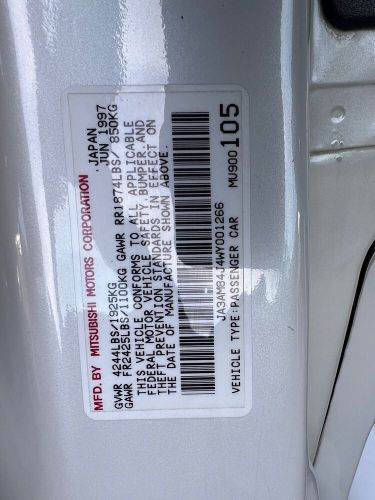 MFD. BY MITSUBISHI MOTORS CORPORATION
JAPAN
JUN 1997
GVWR 4244LBS/1925KG
GAWR FR2425LBS/1100KG GAWR RR1874LBS/ 850KG
THIS VEHICLE CONFORMS TO ALL APPLICABLE
FEDERAL MOTOR VEHICLE SAFETY, BUMPER, AND
THEFT PREVENTION STANDARDS IN EFFECT ON
THE DATE OF MANUFACTURE SHOWN ABOVE.
JA3AM84J4WY001266
VEHICLE TYPE:PASSENGER CAR
MU900
105